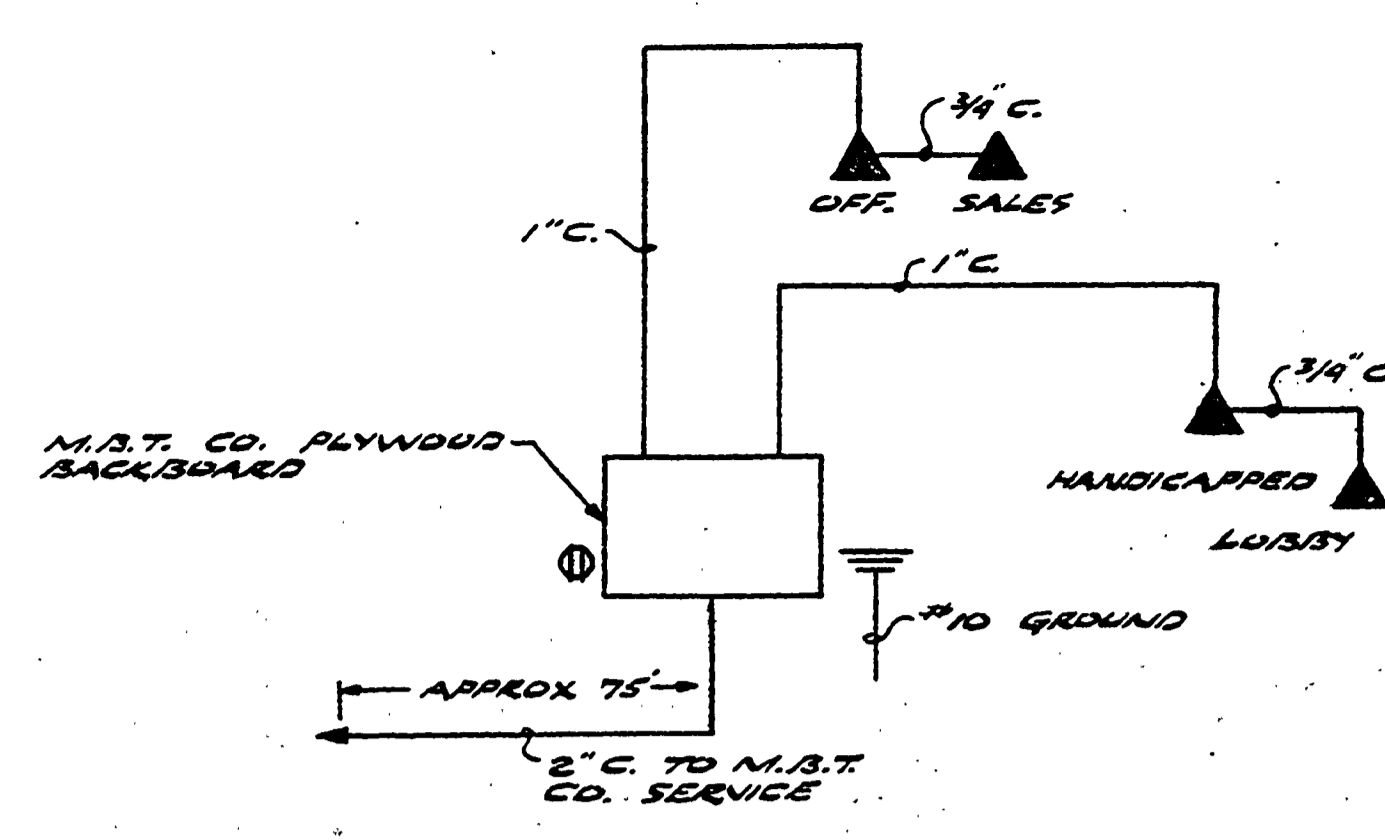 3/4" C.
OFF. SALES
1" C.
1" C.
3/4" C
M.B.T. CO. PLYWOOD
BACKBOARD
HANDICAPPED
LOBBY
#10 GROUND
APPROX 75'
2" C. TO M.B.T.
CO. SERVICE